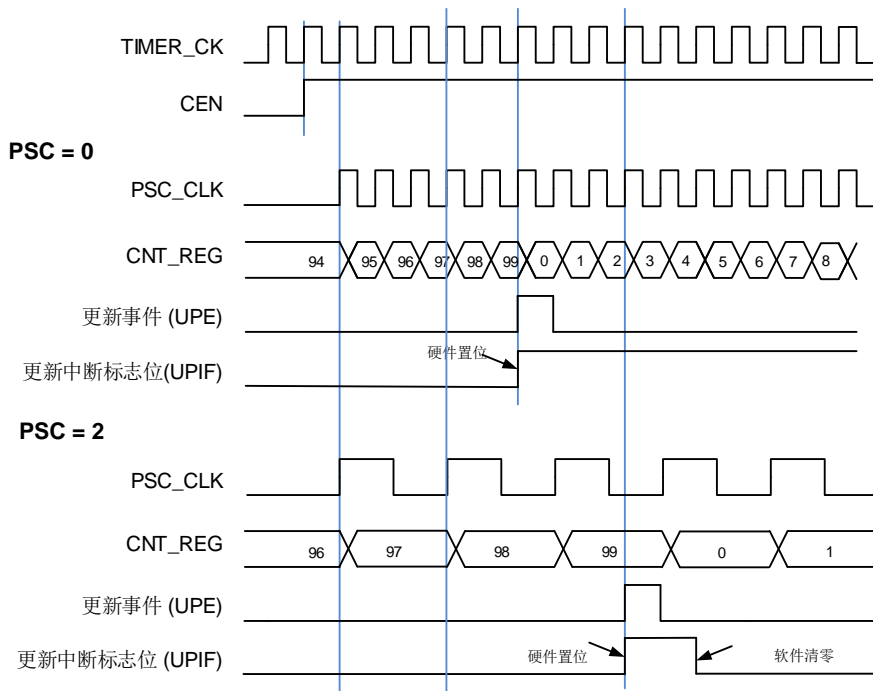 TIMER_CK
CEN
PSC = 0
PSC_CLK
CNT_REG 94 95 96 97 98 99 0 1 2 3 4 5 6 7 8
更新事件 (UPE)
硬件置位
更新中断标志位(UPIF)
PSC = 2
PSC_CLK
CNT_REG 96 97 98 99 0 1
更新事件 (UPE)
更新中断标志位 (UPIF) 硬件置位 软件清零